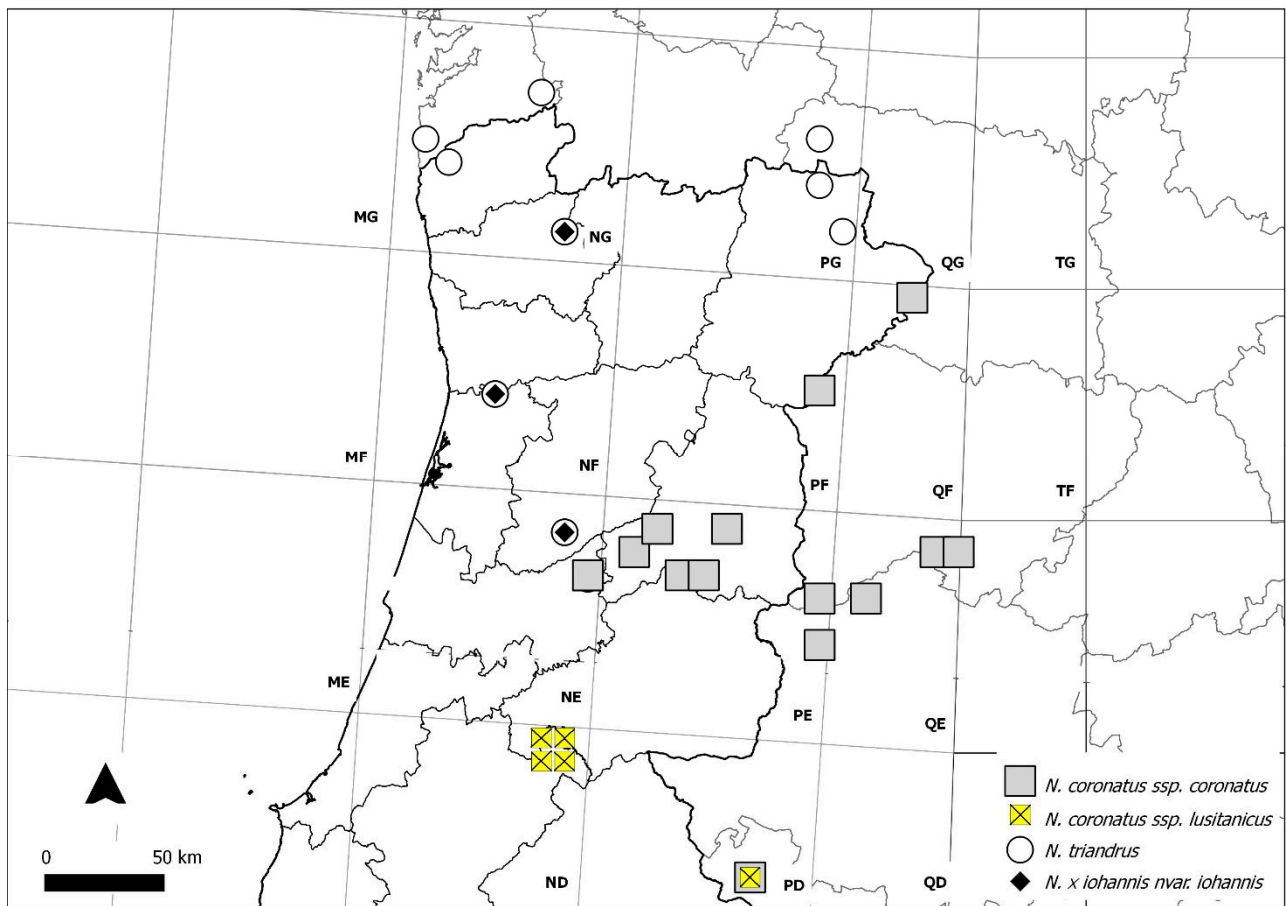 MG
NG
PG
QG
TG
MF
NF
PF
QF
TF
ME
NE
PE
QE
N. coronatus ssp. coronatus
N. coronatus ssp. lusitanicus
N. triandrus
N. x iohannis nvar. iohannis
0 50 km
ND
PD
QD